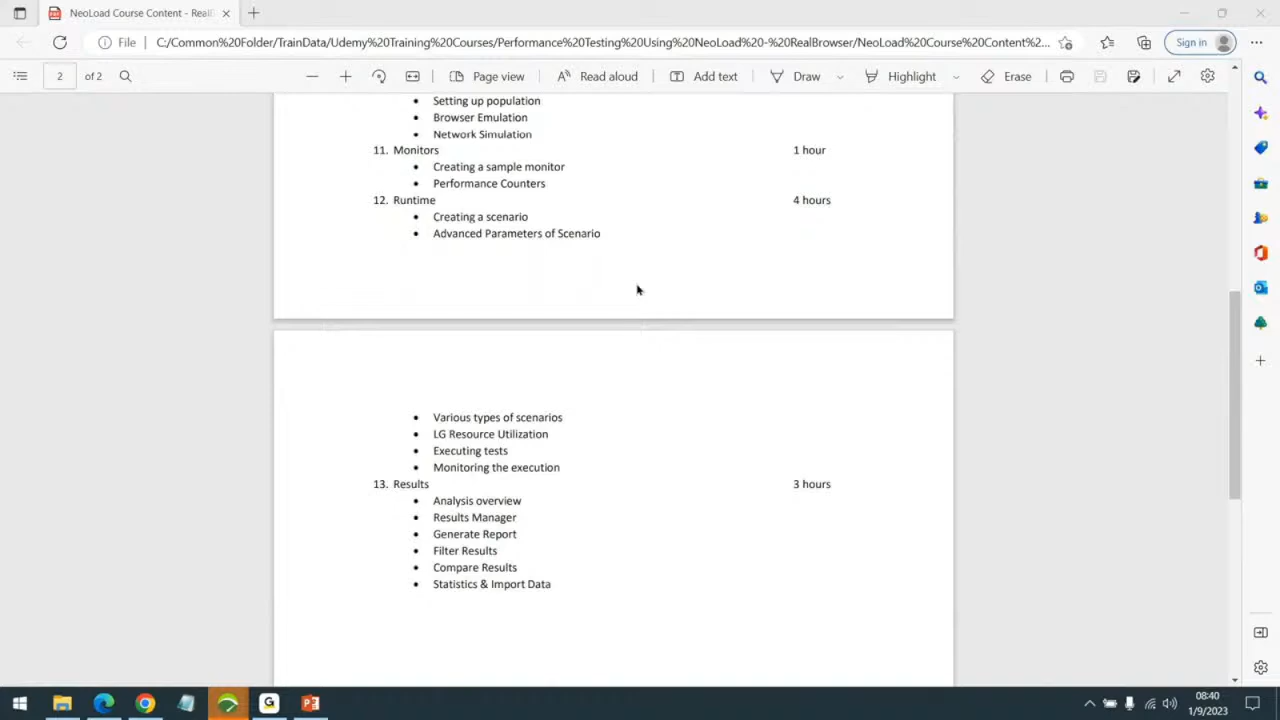 NeoLoad Course Content - RealB
File
C:/Common%20Folder/TrainData/Udemy%20Training%20Courses/Performance%20Testing%20Using%20NeoLoad%20-%20RealBrowser/NeoLoad%20Course%20Content%2...
Sign in
2 of 2
Page view
Read aloud
Add text
Draw
Highlight
Erase
• Setting up population
• Browser Emulation
• Network Simulation
11. Monitors 1 hour
• Creating a sample monitor
• Performance Counters
12. Runtime 4 hours
• Creating a scenario
• Advanced Parameters of Scenario
• Various types of scenarios
• LG Resource Utilization
• Executing tests
• Monitoring the execution
13. Results 3 hours
• Analysis overview
• Results Manager
• Generate Report
• Filter Results
• Compare Results
• Statistics & Import Data
08:40
1/9/2023